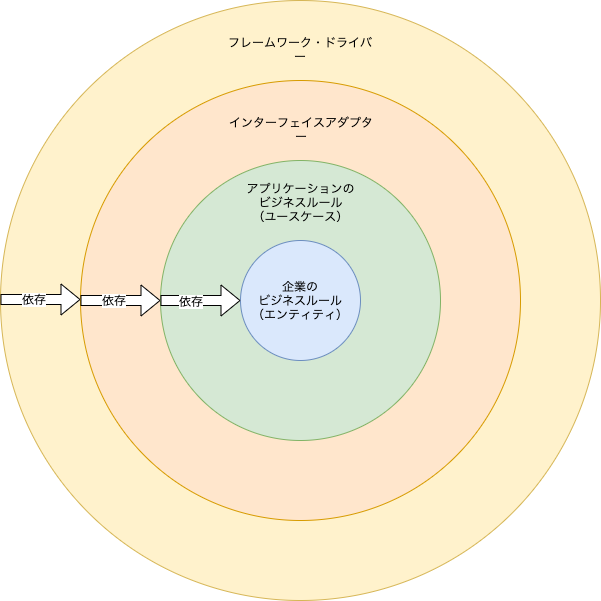 フレームワーク・ドライバ
ー
インターフェイスアダプタ
ー
アプリケーションの
ビジネスルール
（ユースケース）
企業の
ビジネスルール
（エンティティ）
依存
依存
依存